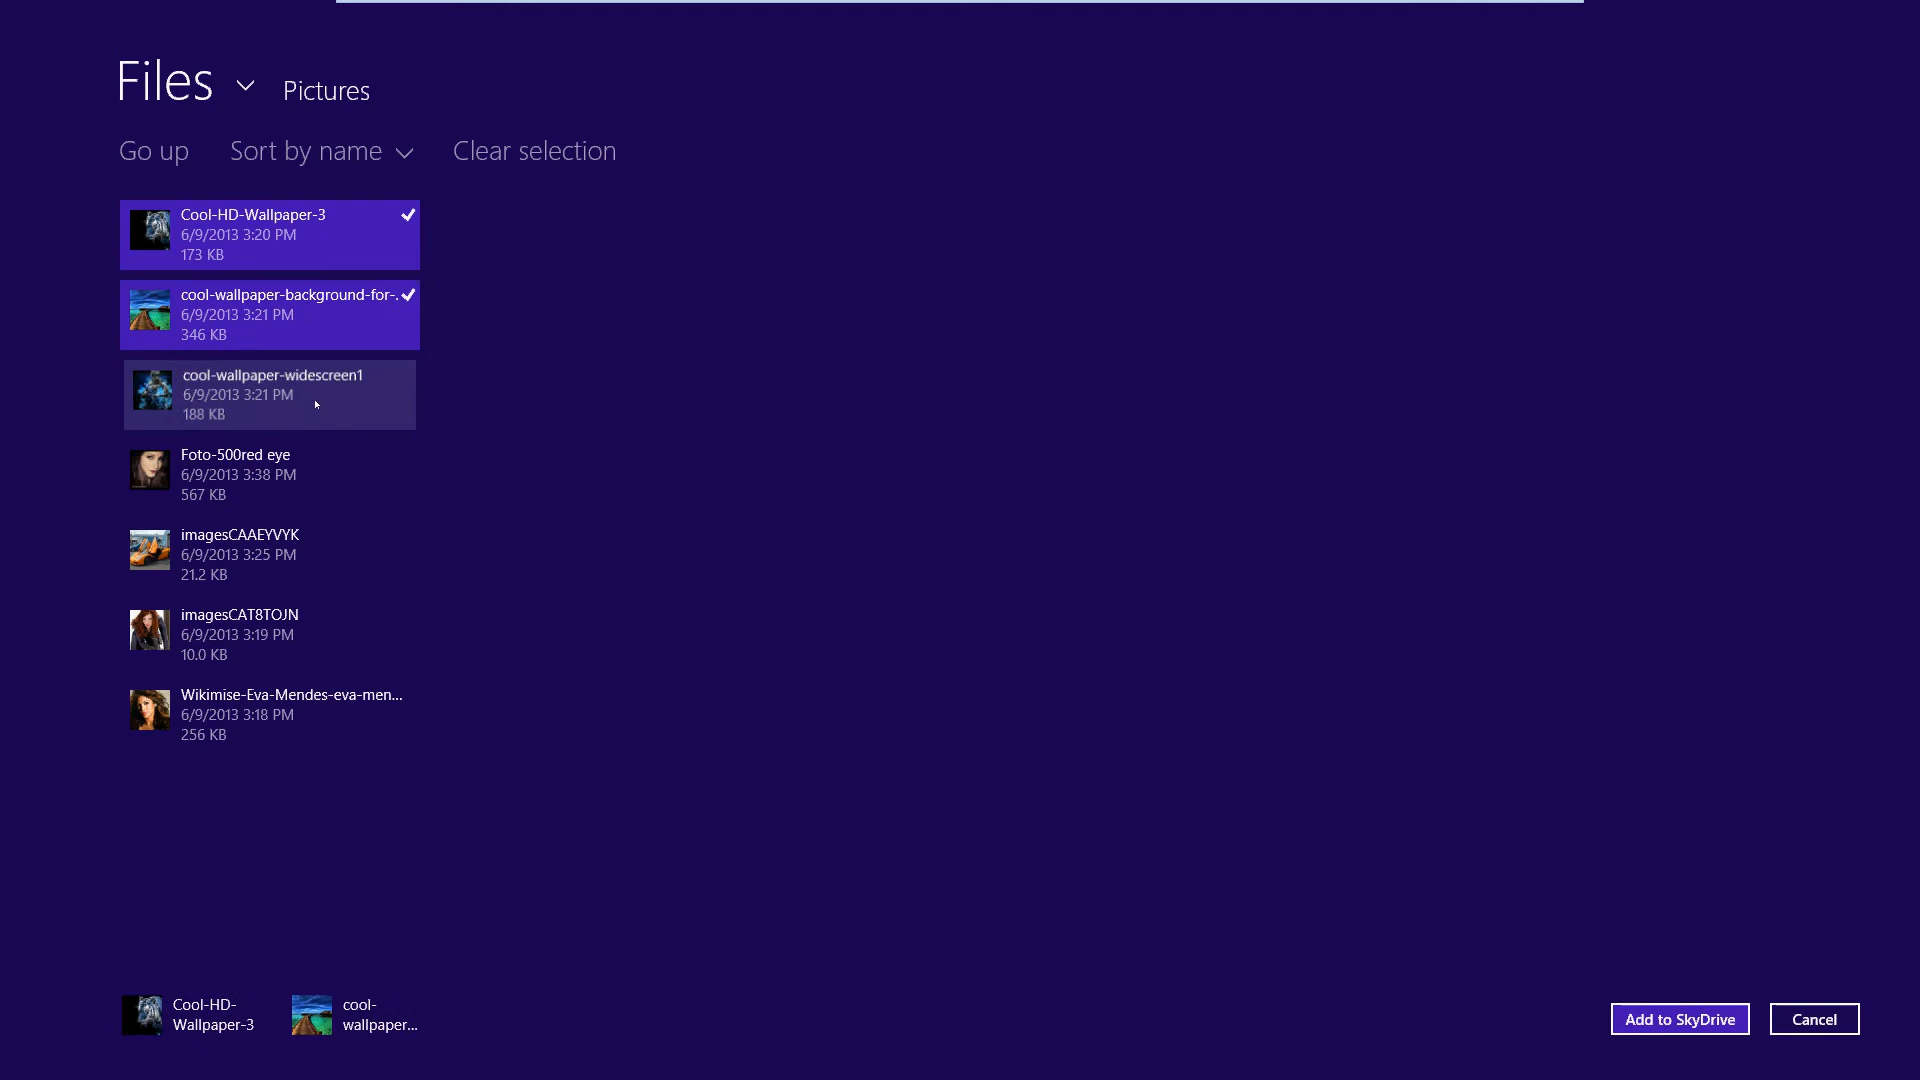 Files
Pictures
Go up
Sort by name
Clear selection
Cool-HD-Wallpaper-3
6/9/2013 3:20 PM
173 KB
cool-wallpaper-background-for-.
6/9/2013 3:21 PM
346 KB
cool-wallpaper-widescreen1
6/9/2013 3:21 PM
188 KB
Foto-500red eye
6/9/2013 3:38 PM
567 KB
imagesCAAEYVYK
6/9/2013 3:25 PM
21.2 KB
imagesCAT8TOJN
6/9/2013 3:19 PM
10.0 KB
Wikimise-Eva-Mendes-eva-men...
6/9/2013 3:18 PM
256 KB
Cool-HD-
Wallpaper-3
cool-
wallpaper...
Add to SkyDrive
Cancel